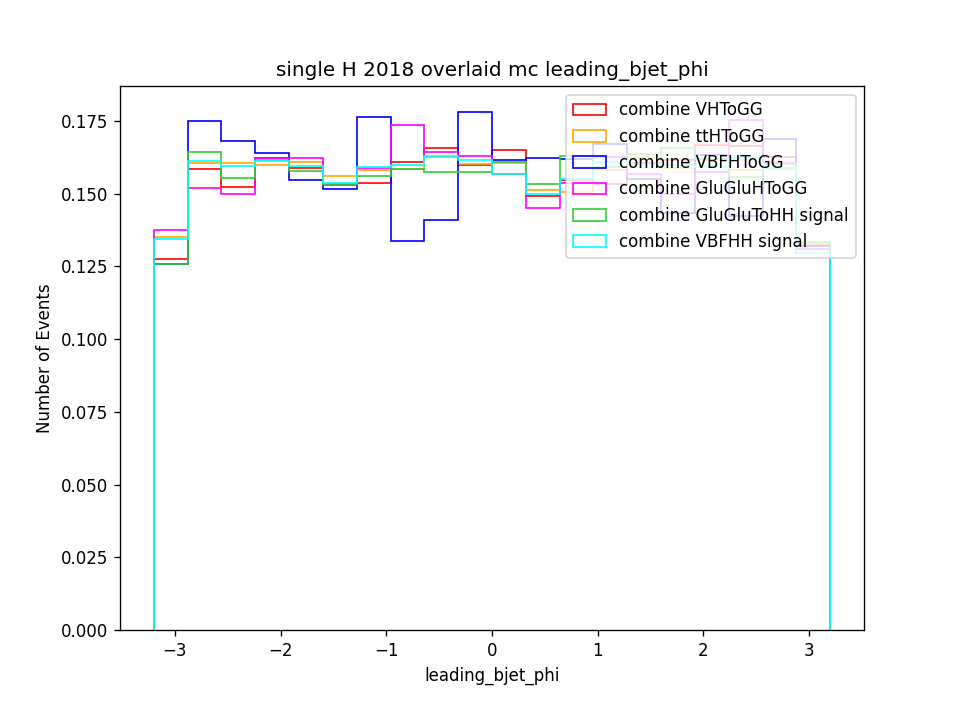 single H 2018 overlaid mc leading_bjet_phi
combine VHToGG
combine ttHToGG
combine VBFHToGG
combine GluGluHToGG
combine GluGluToHH signal
combine VBFHH signal
Number of Events
0.175
0.150
0.125
0.100
0.075
0.050
0.025
0.000
−3 −2 −1 0 1 2 3
leading_bjet_phi